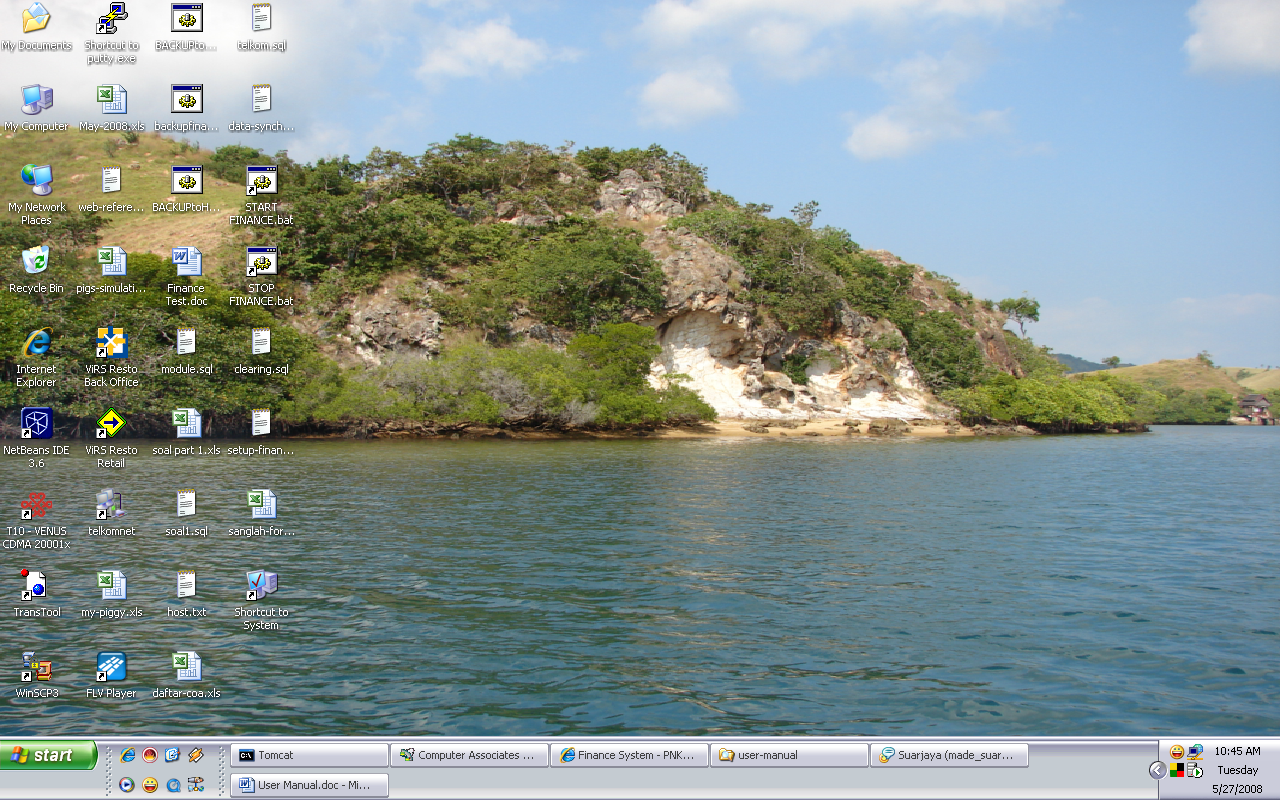 My Documents
Shortcut to
putty.exe
BACKUPto...
telkom.sql
My Computer
May-2008.xls
backupfina...
data-synch...
My Network
Places
web-refere...
BACKUPtoH...
START
FINANCE.bat
Recycle Bin
pigs-simulati...
Finance
Test.doc
STOP
FINANCE.bat
Internet
Explorer
ViRS Resto
Back Office
module.sql
clearing.sql
NetBeans IDE
3.6
ViRS Resto
Retail
soal part 1.xls
setup-finan...
T10 - VENUS
CDMA 20001x
telkomnet
soal1.sql
sanglah-for...
TransTool
my-piggy.xls
host.txt
Shortcut to
System
WinSCP3
FLV Player
daftar-coa.xls
start
Tomcat
Computer Associates ...
Finance System - PNK...
user-manual
Suarjaya (made_suar...
User Manual.doc - Mi...
10:45 AM
Tuesday
5/27/2008